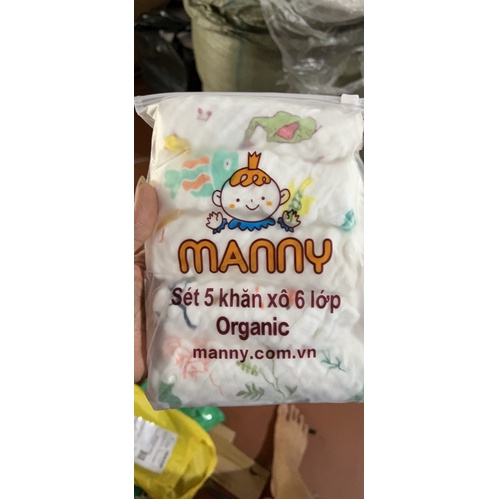 MANNY
Sét 5 khăn xô 6 lớp
Organic
manny.com.vn